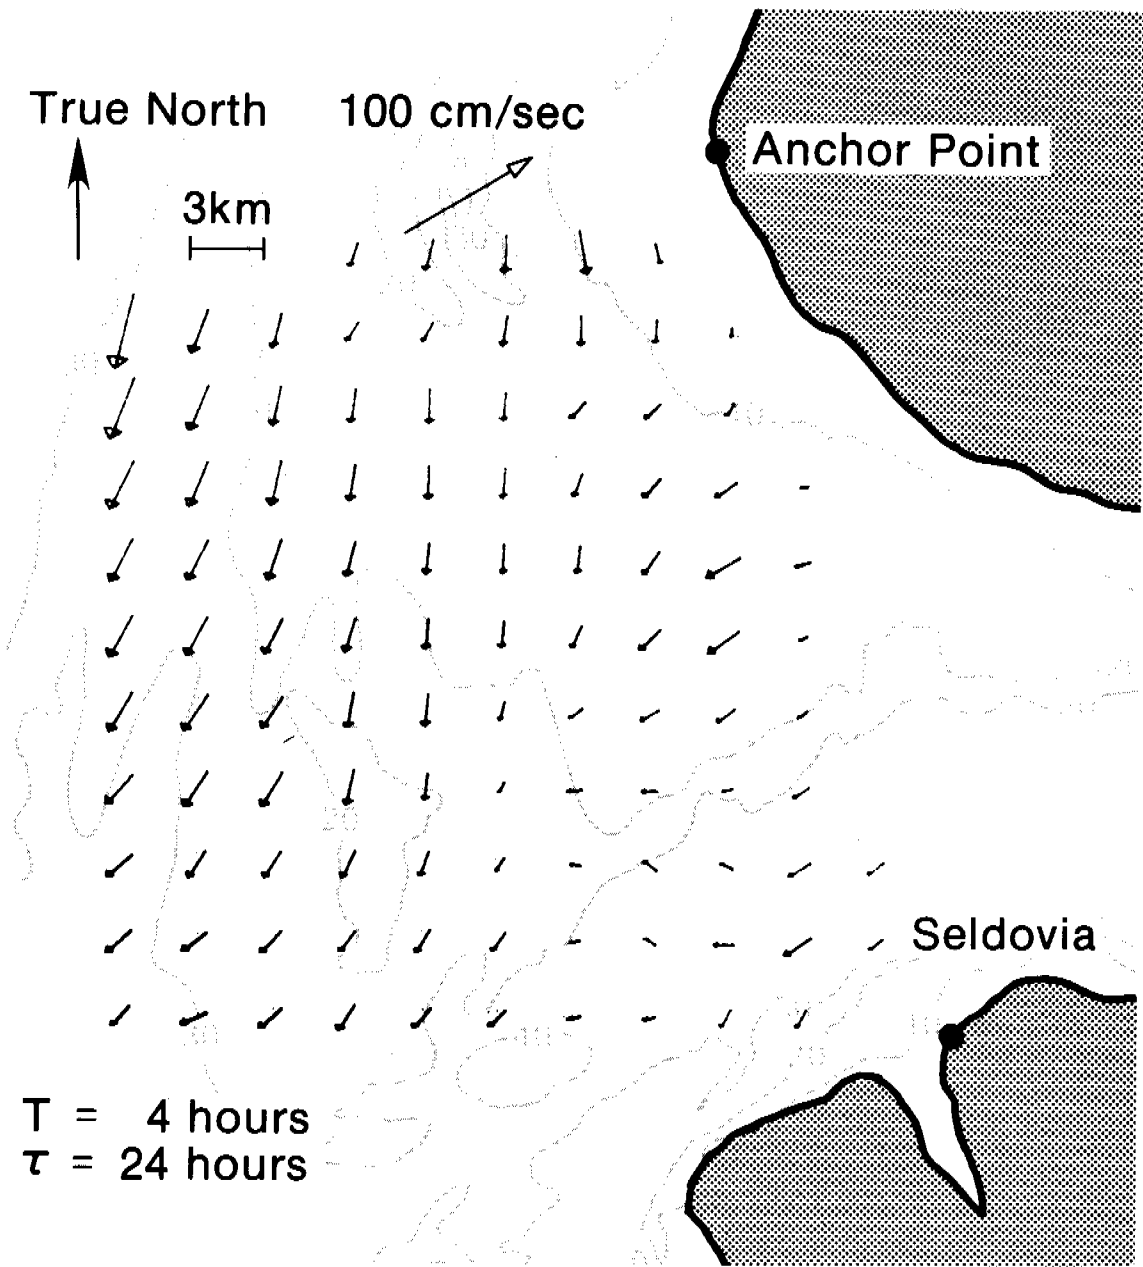 True North
100 cm/sec
Anchor Point
3km
Seldovia
T = 4 hours
τ = 24 hours